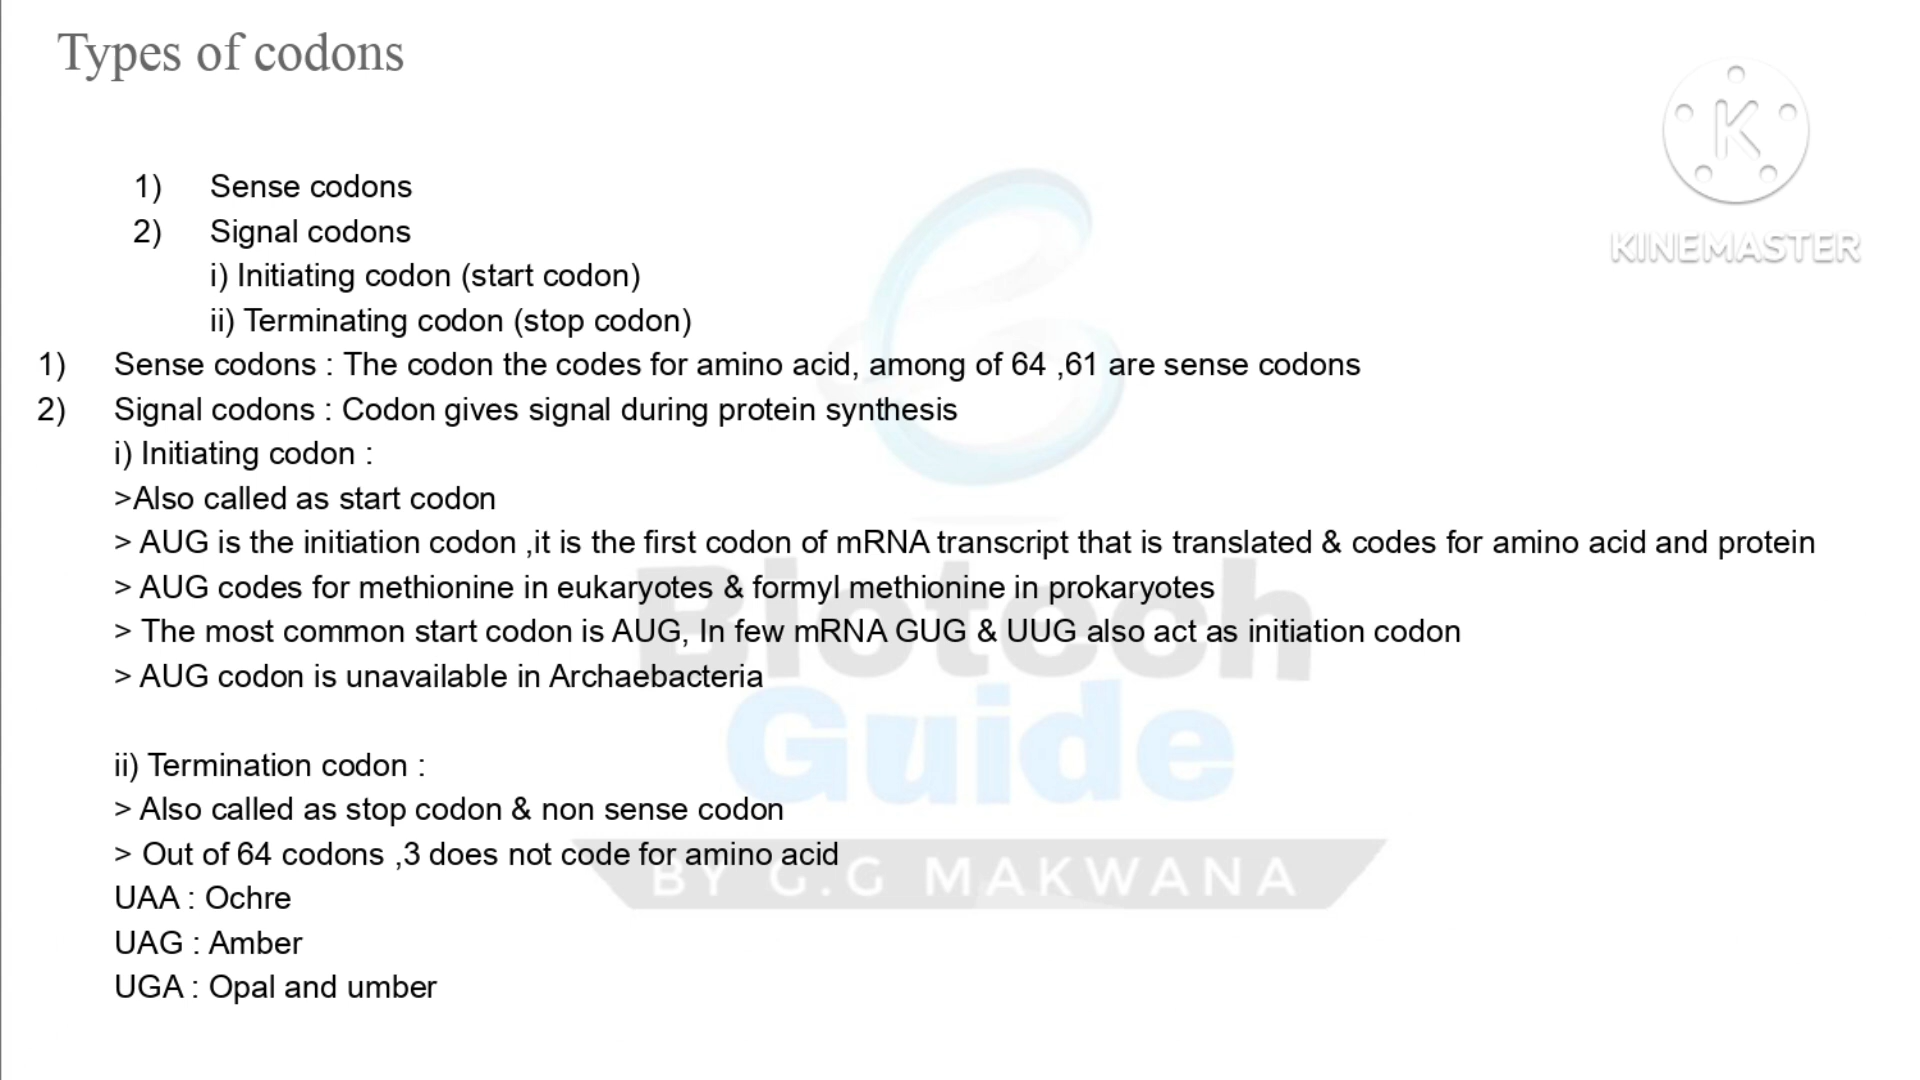 Types of codons
K
KINEMASTER
1) Sense codons
2) Signal codons
i) Initiating codon (start codon)
ii) Terminating codon (stop codon)
1) Sense codons : The codon the codes for amino acid, among of 64 ,61 are sense codons
2) Signal codons : Codon gives signal during protein synthesis
i) Initiating codon :
>Also called as start codon
> AUG is the initiation codon ,it is the first codon of mRNA transcript that is translated & codes for amino acid and protein
> AUG codes for methionine in eukaryotes & formyl methionine in prokaryotes
> The most common start codon is AUG, In few mRNA GUG & UUG also act as initiation codon
> AUG codon is unavailable in Archaebacteria
ii) Termination codon :
> Also called as stop codon & non sense codon
> Out of 64 codons ,3 does not code for amino acid
UAA : Ochre
UAG : Amber
UGA : Opal and umber
Biotech
Guide
BY G.G MAKWANA